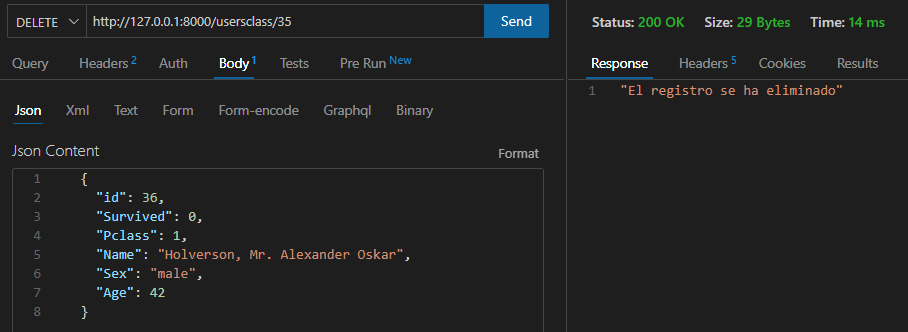 DELETE http://127.0.0.1:8000/usersclass/35 Send
Status: 200 OK Size: 29 Bytes Time: 14 ms
Query Headers 2 Auth Body 1 Tests Pre Run New
Response Headers 5 Cookies Results
1 "El registro se ha eliminado"
Json Xml Text Form Form-encode Graphql Binary
Json Content
Format
1 {
2 "id": 36,
3 "Survived": 0,
4 "Pclass": 1,
5 "Name": "Holverson, Mr. Alexander Oskar",
6 "Sex": "male",
7 "Age": 42
8 }